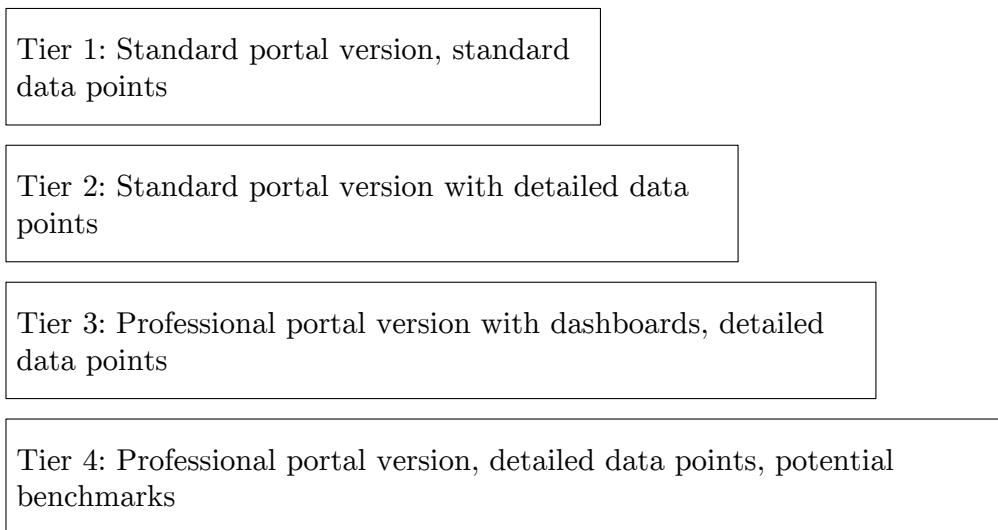 Tier 1: Standard portal version, standard
data points
Tier 2: Standard portal version with detailed data
points
Tier 3: Professional portal version with dashboards, detailed
data points
Tier 4: Professional portal version, detailed data points, potential
benchmarks